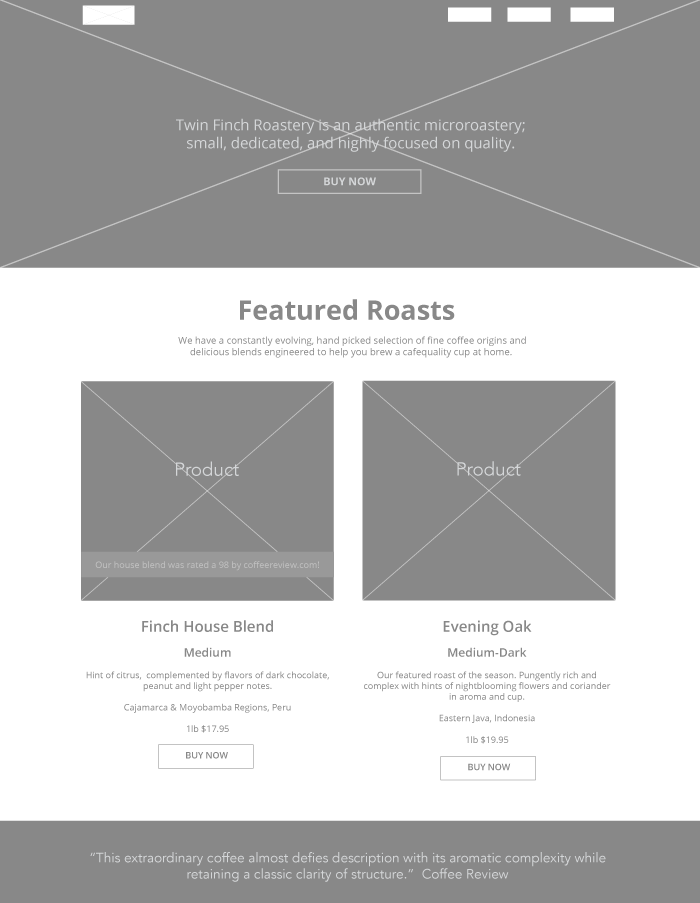 Twin Finch Roastery is an authentic microroastery;
small, dedicated, and highly focused on quality.
BUY NOW
Featured Roasts
We have a constantly evolving, hand picked selection of fine coffee origins and
delicious blends engineered to help you brew a cafequality cup at home.
Product
Our house blend was rated a 98 by coffeereview.com!
Finch House Blend
Medium
Hint of citrus, complemented by flavors of dark chocolate,
peanut and light pepper notes.
Cajamarca & Moyobamba Regions, Peru
1lb $17.95
BUY NOW
Product
Evening Oak
Medium-Dark
Our featured roast of the season. Pungently rich and
complex with hints of nightblooming flowers and coriander
in aroma and cup.
Eastern Java, Indonesia
1lb $19.95
BUY NOW
“This extraordinary coffee almost defies description with its aromatic complexity while
retaining a classic clarity of structure.” Coffee Review